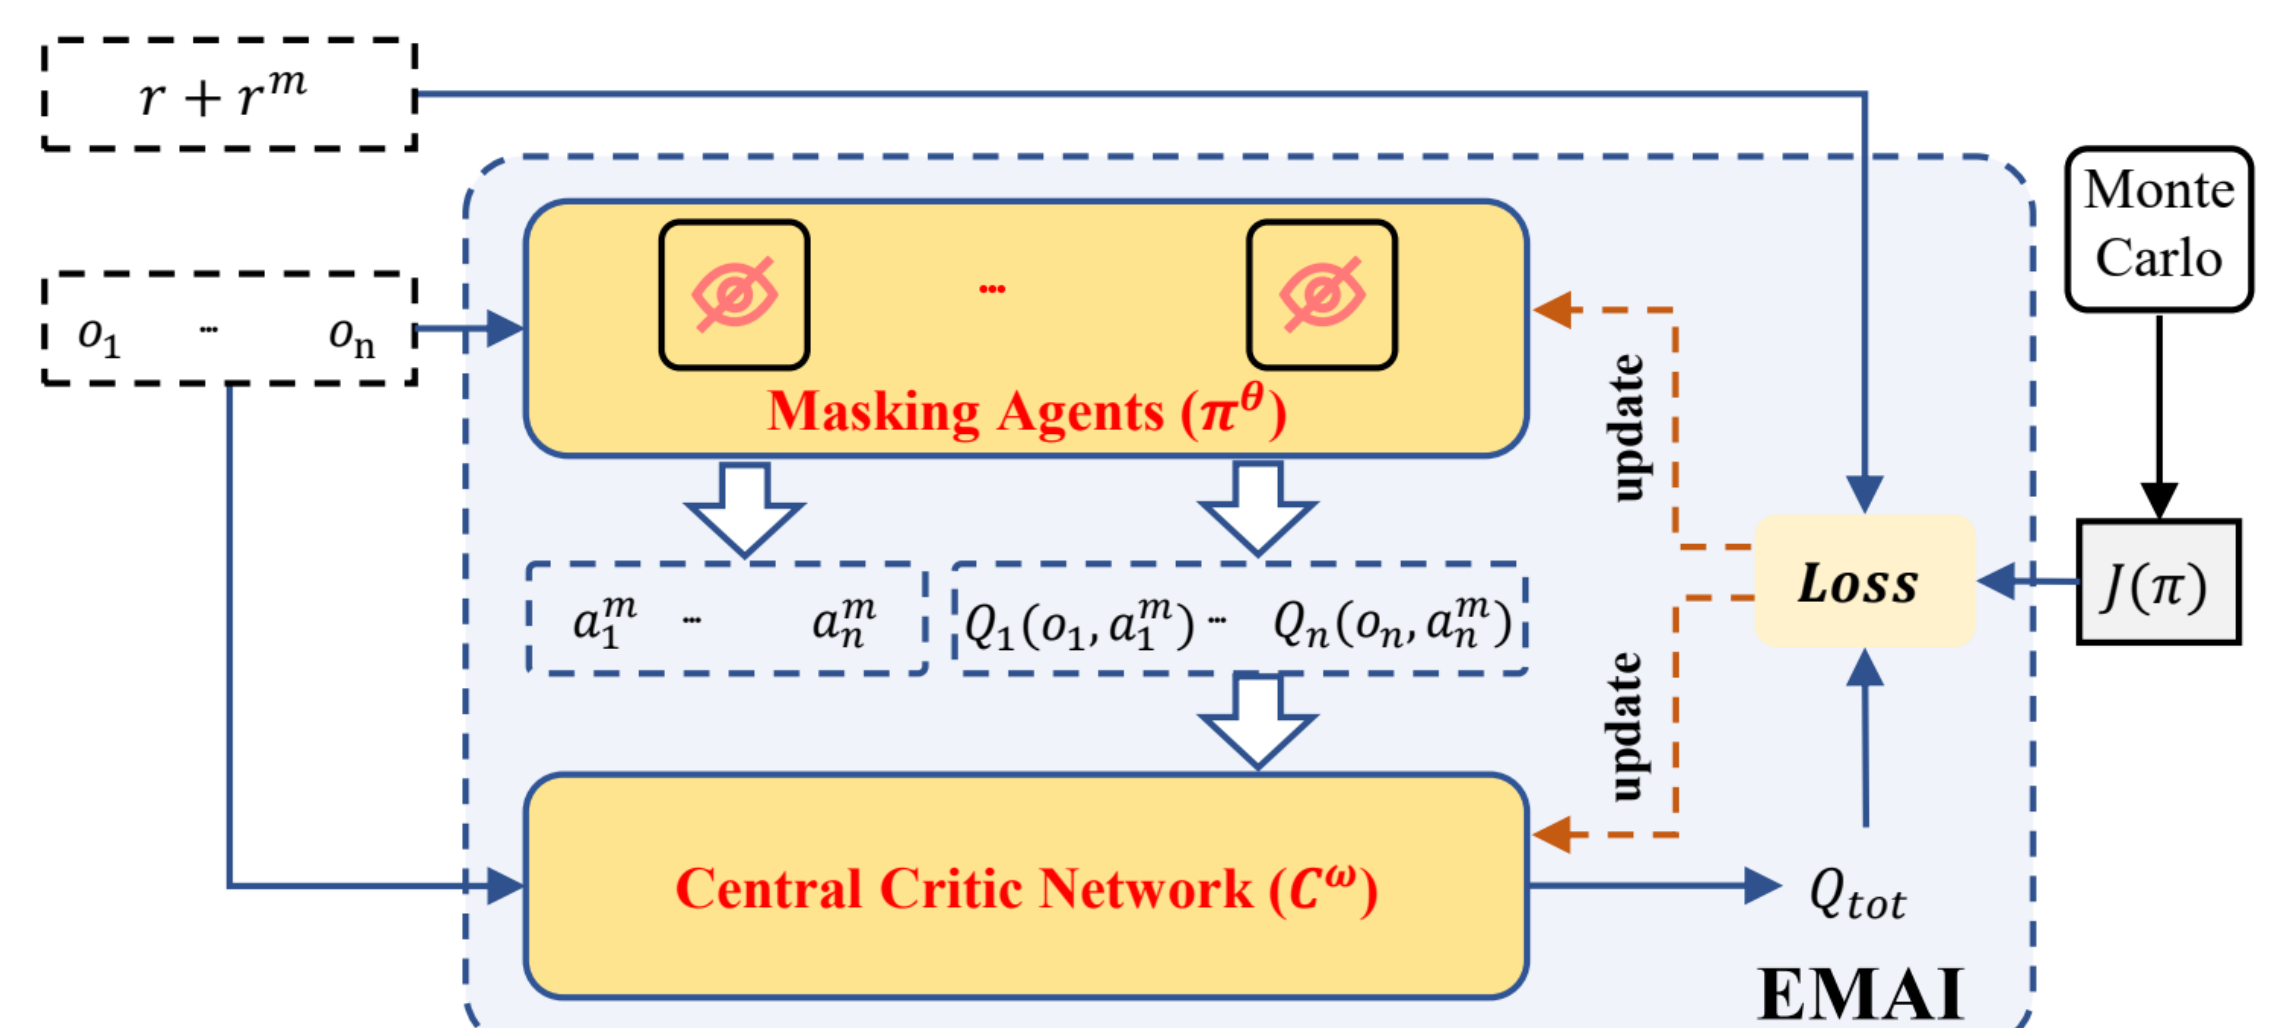 r + r^m
Monte
Carlo
o_1 ... o_n
...
Masking Agents (π^θ)
update
Loss
J(π)
a_1^m ... a_n^m
Q_1(o_1, a_1^m) ... Q_n(o_n, a_n^m)
update
Central Critic Network (C^ω)
Q_tot
EMAI